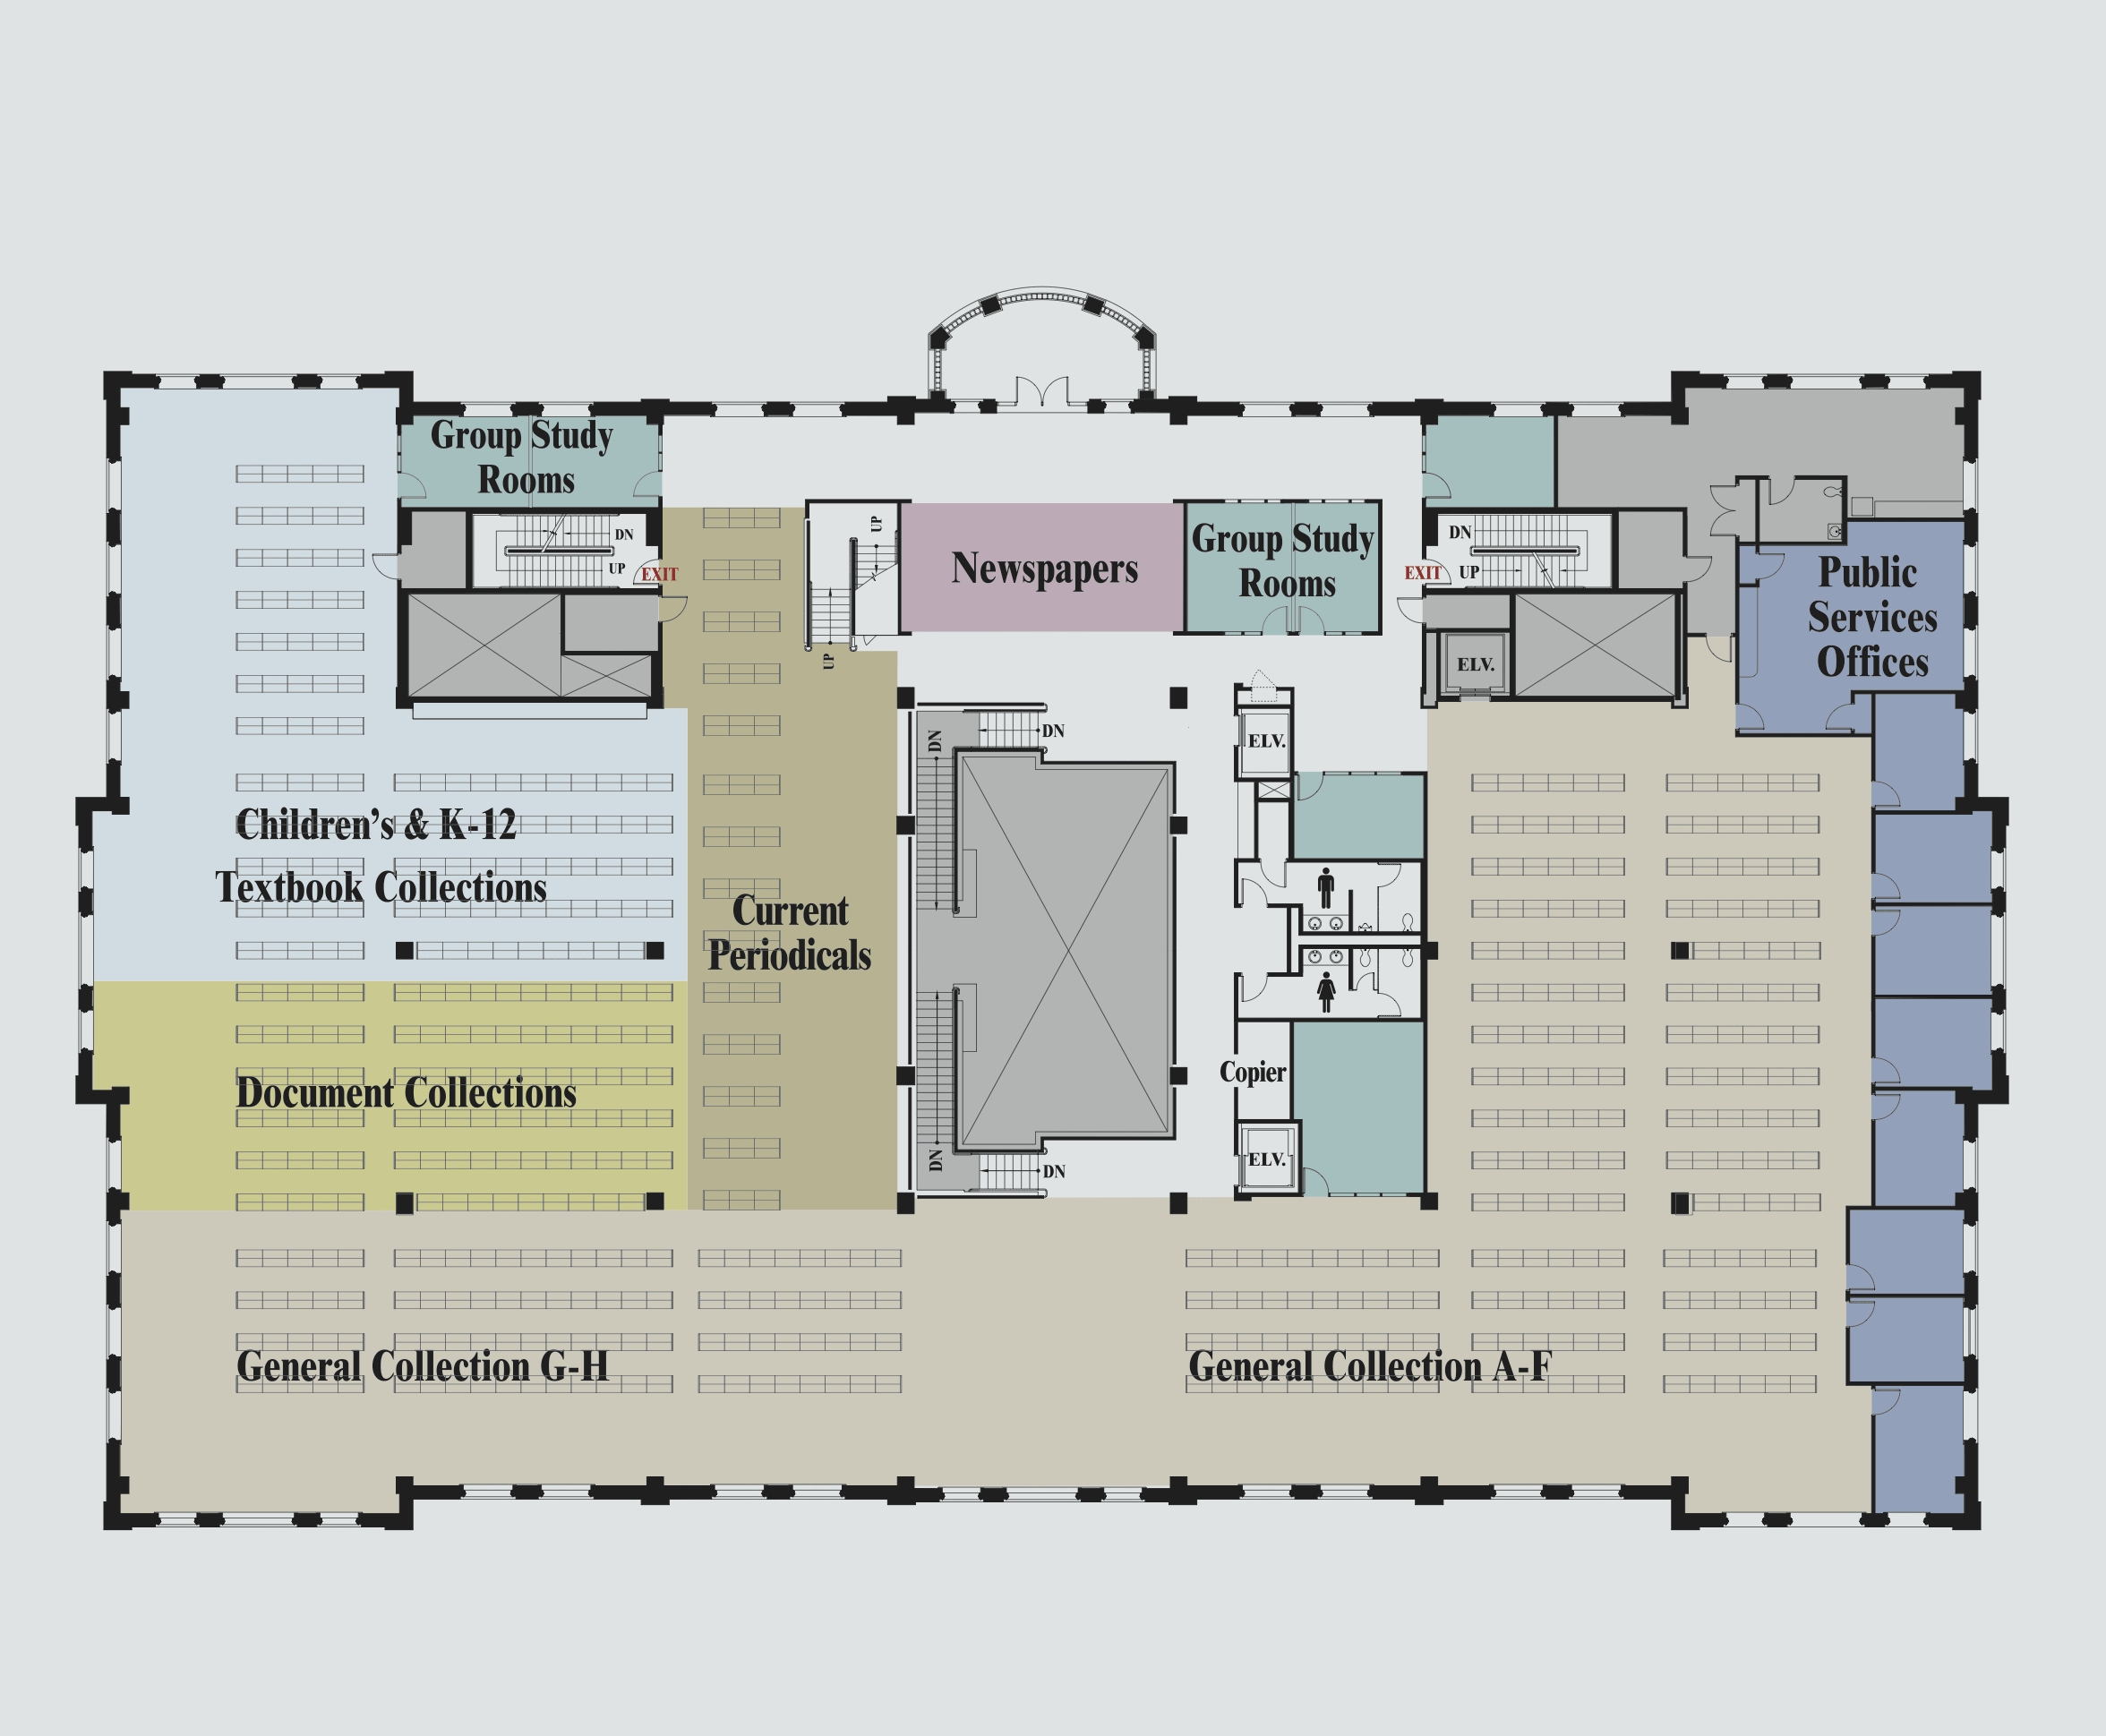 Group Study
Rooms
DN
UP
EXIT
UP
UP
Newspapers
Group Study
Rooms
DN
UP
EXIT
ELV.
Public
Services
Offices
DN
DN
ELV.
Children's & K-12
Textbook Collections
Current
Periodicals
Document Collections
Copier
DN
DN
ELV.
General Collection G-H
General Collection A-F